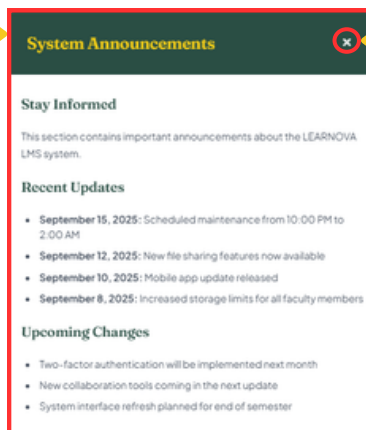 System Announcements
×
Stay Informed
This section contains important announcements about the LEARNOVA
LMS system.
Recent Updates
• September 15, 2025: Scheduled maintenance from 10:00 PM to
2:00 AM
• September 12, 2025: New file sharing features now available
• September 10, 2025: Mobile app update released
• September 8, 2025: Increased storage limits for all faculty members
Upcoming Changes
• Two-factor authentication will be implemented next month
• New collaboration tools coming in the next update
• System interface refresh planned for end of semester